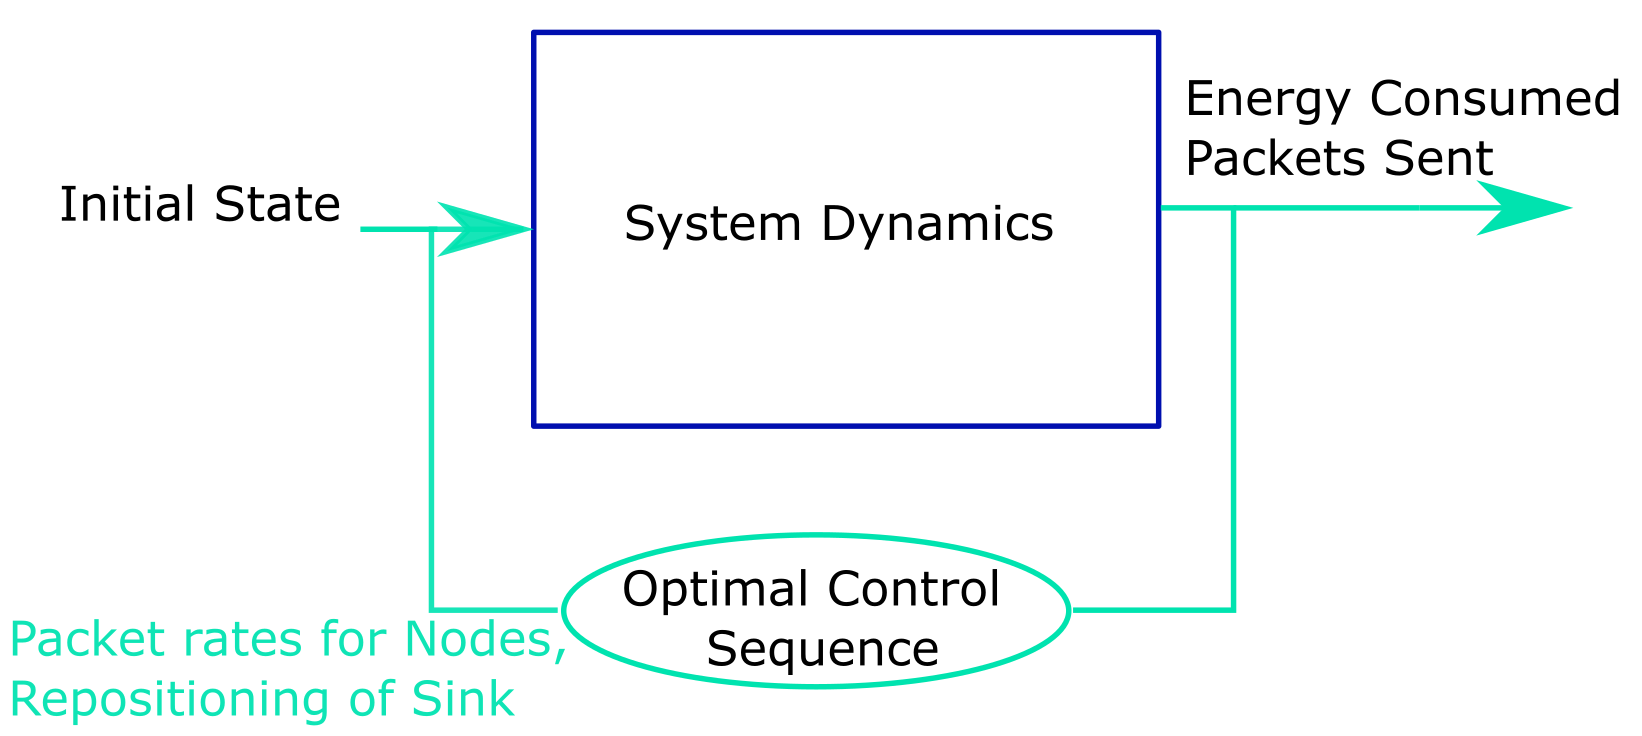 Energy Consumed
Packets Sent
Initial State
System Dynamics
Optimal Control
Sequence
Packet rates for Nodes,
Repositioning of Sink